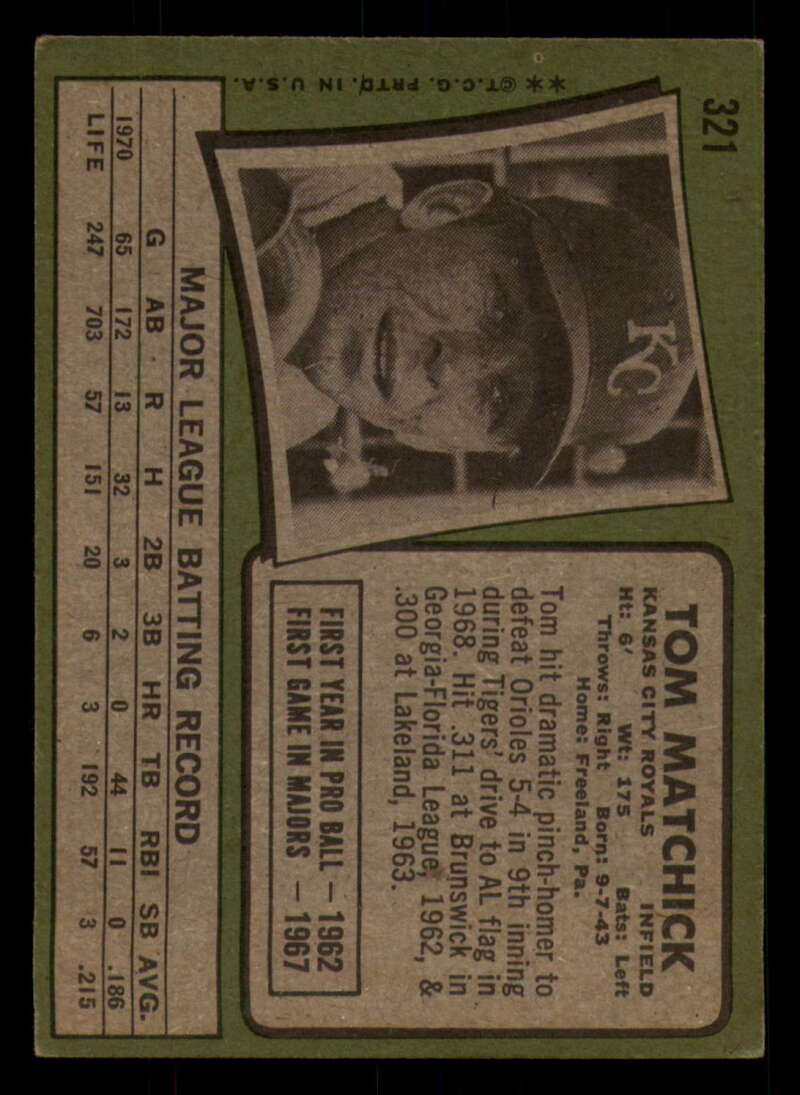 321
KC
**©T.C.G. PRTD. IN U.S.A.
TOM MATCHICK
KANSAS CITY ROYALS INFIELD
Ht: 6' Wt: 175 Bats: Left
Throws: Right Born: 9-7-43
Home: Freeland, Pa.
Tom hit dramatic pinch-homer to
defeat Orioles 5-4 in 9th inning
during Tigers' drive to AL flag in
1968. Hit .311 at Brunswick in
Georgia-Florida League, 1962, &
.300 at Lakeland, 1963.
FIRST YEAR IN PRO BALL — 1962
FIRST GAME IN MAJORS — 1967
MAJOR LEAGUE BATTING RECORD
G AB R H 2B 3B HR TB RBI SB AVG.
1970 65 172 13 32 3 2 0 44 11 0 .186
LIFE 247 703 57 151 20 6 3 192 57 3 .215